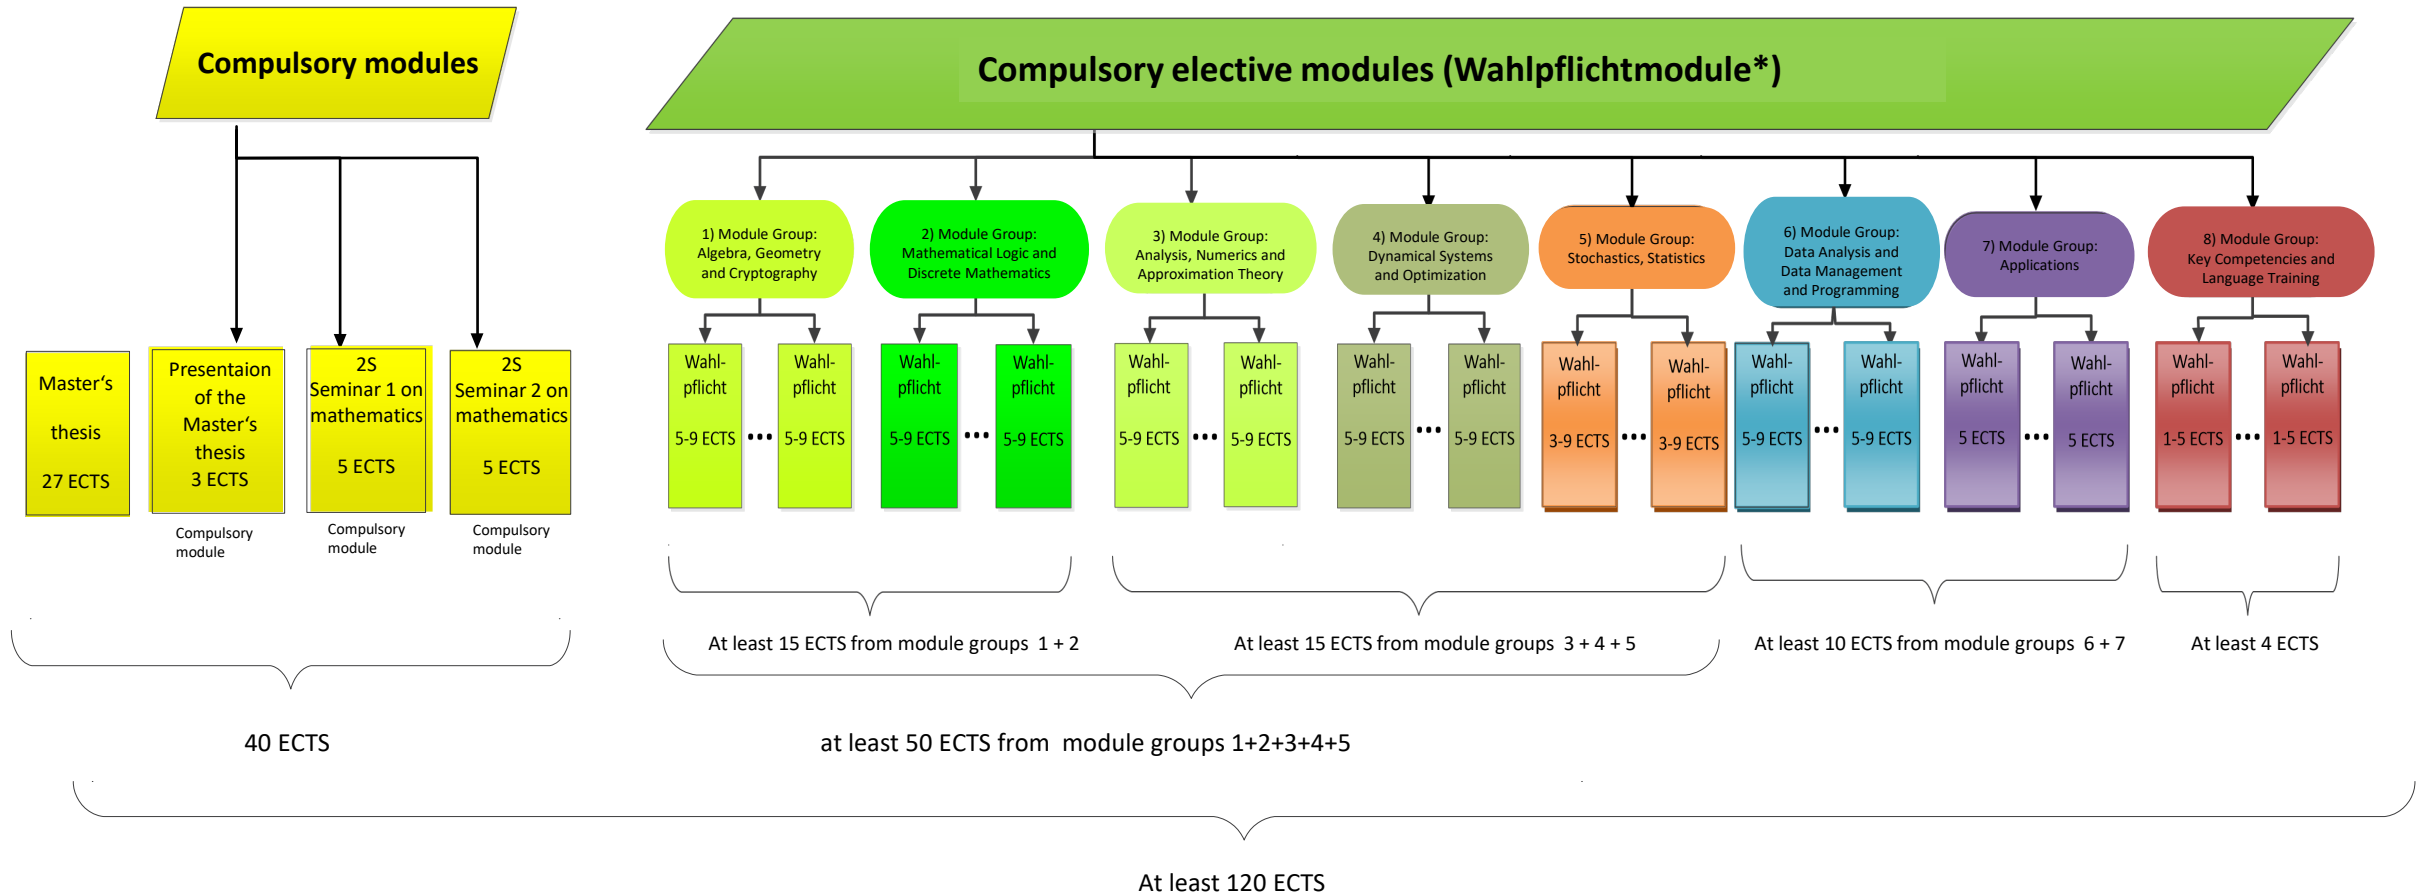 Compulsory modules
Compulsory elective modules (Wahlpflichtmodule*)
1) Module Group:
Algebra, Geometry
and Cryptography
2) Module Group:
Mathematical Logic and
Discrete Mathematics
3) Module Group:
Analysis, Numerics and
Approximation Theory
4) Module Group:
Dynamical Systems
and Optimization
5) Module Group:
Stochastics, Statistics
6) Module Group:
Data Analysis and
Data Management
and Programming
7) Module Group:
Applications
8) Module Group:
Key Competencies and
Language Training
Master‘s
thesis
27 ECTS
Presentaion
of the
Master‘s
thesis
3 ECTS
Compulsory
module
2S
Seminar 1 on
mathematics
5 ECTS
Compulsory
module
2S
Seminar 2 on
mathematics
5 ECTS
Compulsory
module
Wahl-
pflicht
5-9 ECTS
...
Wahl-
pflicht
5-9 ECTS
Wahl-
pflicht
5-9 ECTS
...
Wahl-
pflicht
5-9 ECTS
Wahl-
pflicht
5-9 ECTS
...
Wahl-
pflicht
5-9 ECTS
Wahl-
pflicht
5-9 ECTS
...
Wahl-
pflicht
5-9 ECTS
Wahl-
pflicht
3-9 ECTS
...
Wahl-
pflicht
3-9 ECTS
Wahl-
pflicht
5-9 ECTS
...
Wahl-
pflicht
5-9 ECTS
Wahl-
pflicht
5 ECTS
...
Wahl-
pflicht
5 ECTS
Wahl-
pflicht
1-5 ECTS
...
Wahl-
pflicht
1-5 ECTS
At least 15 ECTS from module groups 1 + 2
At least 15 ECTS from module groups 3 + 4 + 5
At least 10 ECTS from module groups 6 + 7
At least 4 ECTS
40 ECTS
at least 50 ECTS from module groups 1+2+3+4+5
At least 120 ECTS